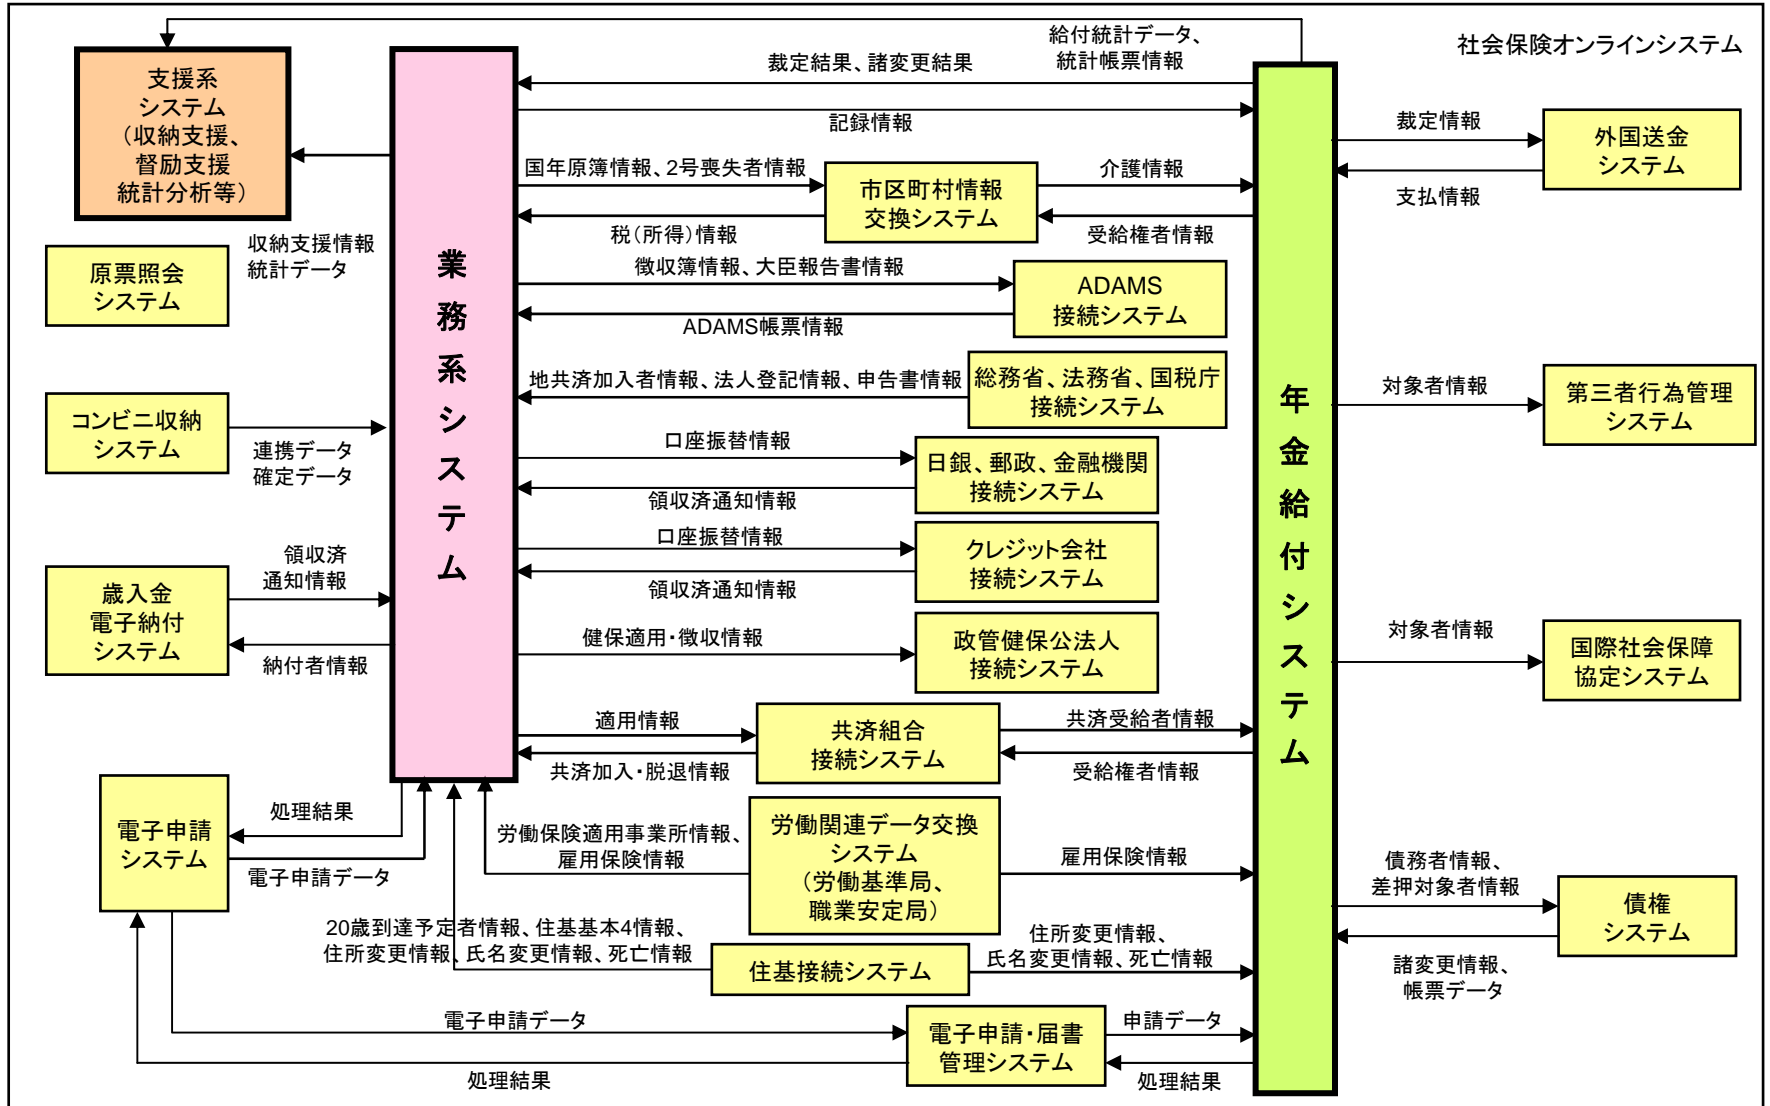 社会保険オンラインシステム
給付統計データ、
統計帳票情報
支援系
システム
（収納支援、
督励支援
統計分析等）
裁定結果、諸変更結果
記録情報
収納支援情報
統計データ
原票照会
システム
コンビニ収納
システム
連携データ
確定データ
領収済
通知情報
歳入金
電子納付
システム
納付者情報
処理結果
電子申請
システム
電子申請データ
業務系システム
国年原簿情報、2号喪失者情報
市区町村情報
交換システム
税（所得）情報
介護情報
受給権者情報
徴収簿情報、大臣報告書情報
ADAMS
接続システム
ADAMS帳票情報
地共済加入者情報、法人登記情報、申告書情報
総務省、法務省、国税庁
接続システム
口座振替情報
日銀、郵政、金融機関
接続システム
領収済通知情報
口座振替情報
クレジット会社
接続システム
領収済通知情報
健保適用・徴収情報
政管健保公法人
接続システム
適用情報
共済組合
接続システム
共済加入・脱退情報
共済受給者情報
受給権者情報
労働保険適用事業所情報、
雇用保険情報
労働関連データ交換
システム
（労働基準局、
職業安定局）
雇用保険情報
20歳到達予定者情報、住基基本4情報、
住所変更情報、氏名変更情報、死亡情報
住基接続システム
住所変更情報、
氏名変更情報、死亡情報
電子申請データ
電子申請・届書
管理システム
処理結果
申請データ
処理結果
年金給付システム
裁定情報
外国送金
システム
支払情報
対象者情報
第三者行為管理
システム
対象者情報
国際社会保障
協定システム
債務者情報、
差押対象者情報
債権
システム
諸変更情報、
帳票データ